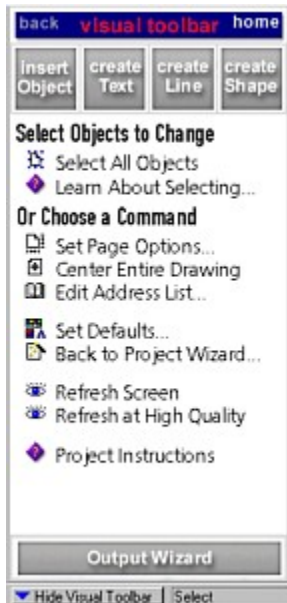 back visual toolbar home
insert Object create Text create Line create Shape
Select Objects to Change
Select All Objects
Learn About Selecting...
Or Choose a Command
Set Page Options...
Center Entire Drawing
Edit Address List...
Set Defaults...
Back to Project Wizard...
Refresh Screen
Refresh at High Quality
Project Instructions
Output Wizard
Hide Visual Toolbar Select